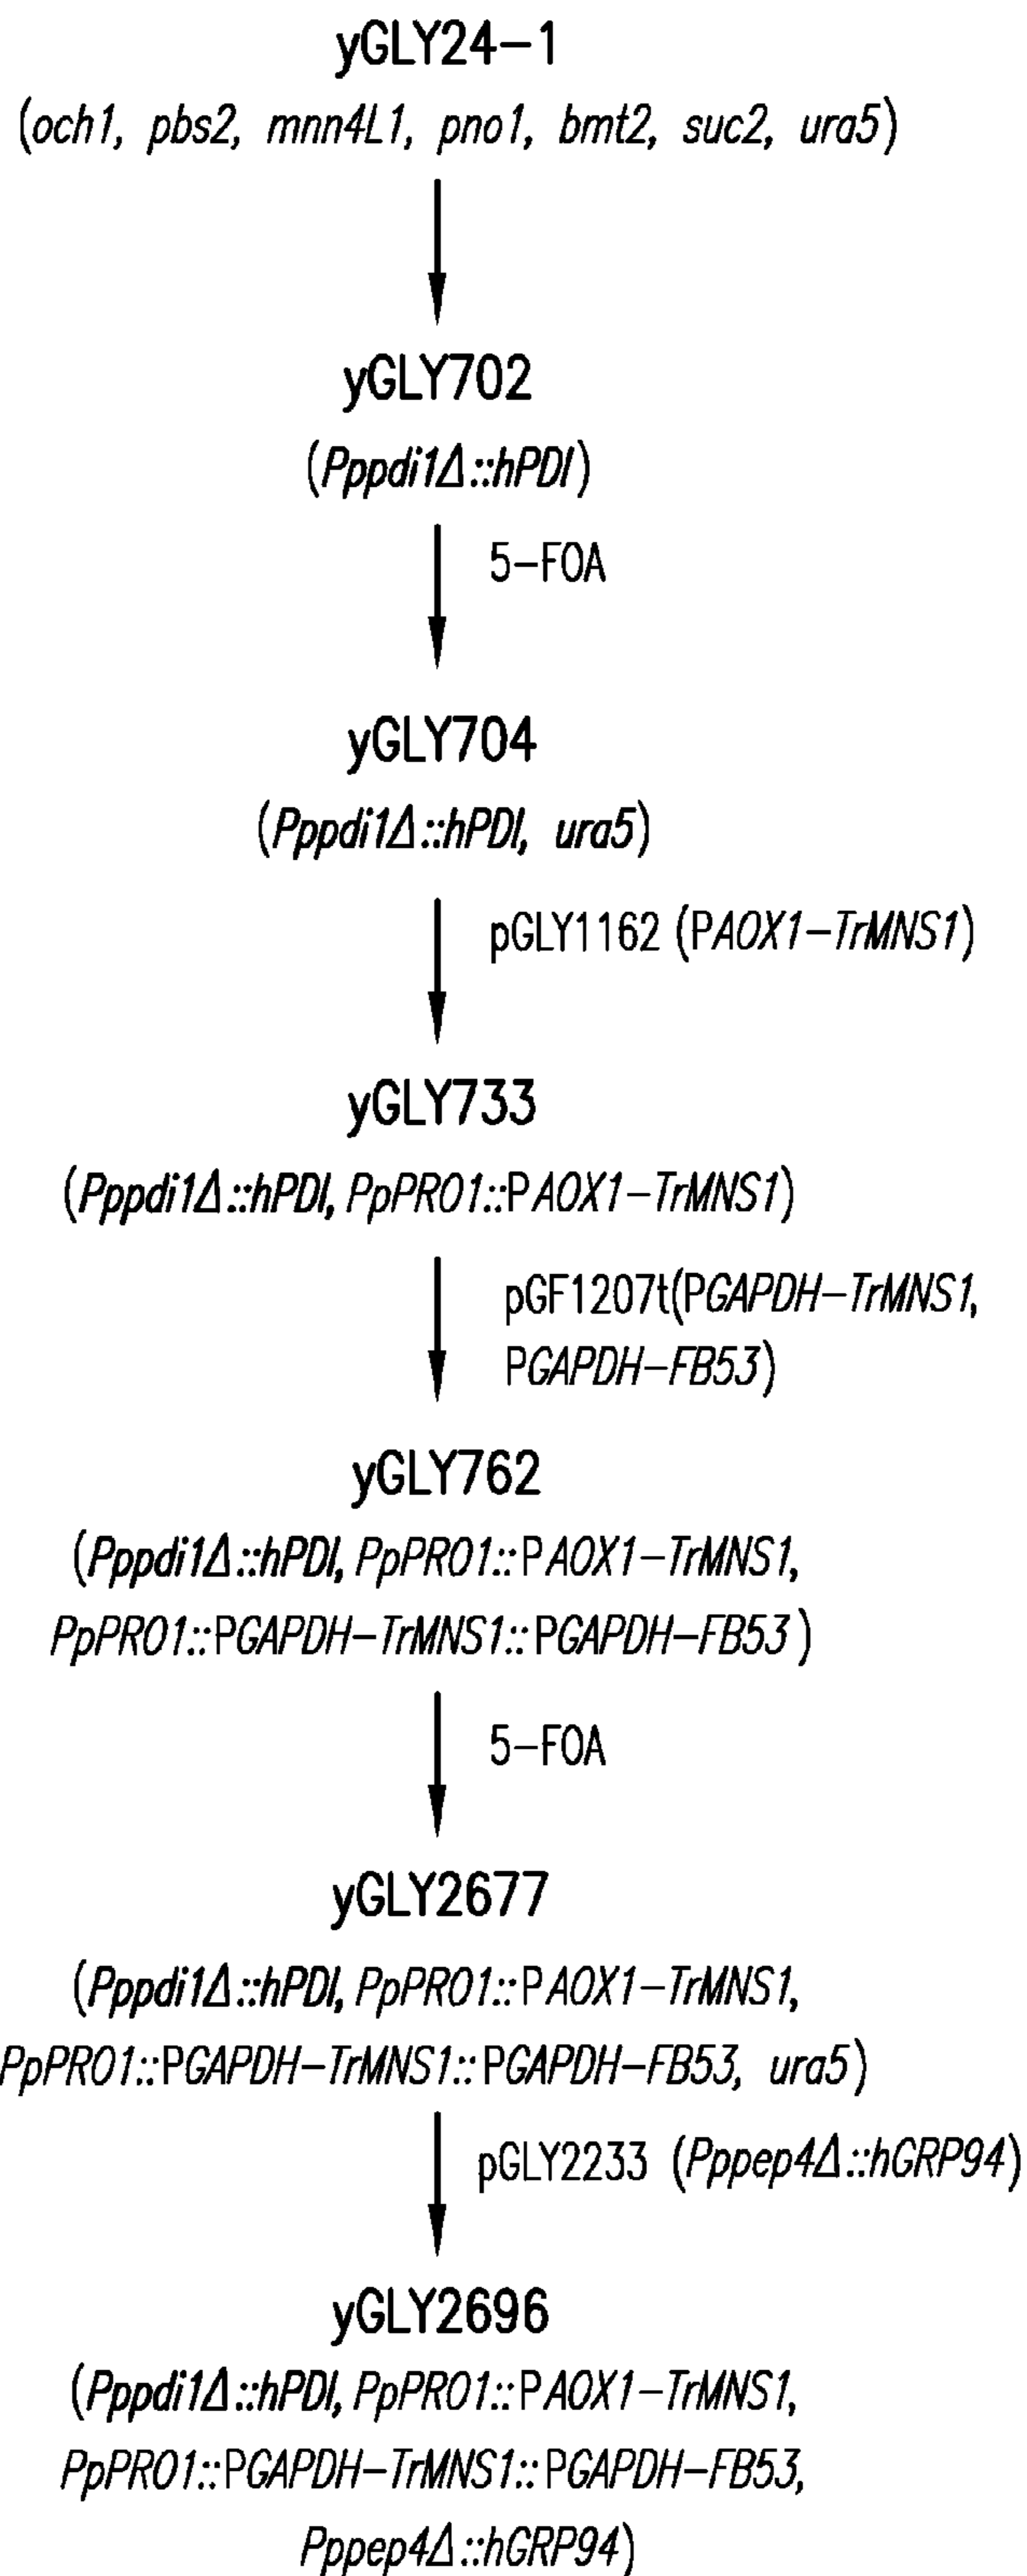 yGLY24-1
(och1, pbs2, mnn4L1, pno1, bmt2, suc2, ura5)
yGLY702
(Pppdi1Δ::hPDI)
5-FOA
yGLY704
(Pppdi1Δ::hPDI, ura5)
pGLY1162 (PAOX1-TrMNS1)
yGLY733
(Pppdi1Δ::hPDI, PpPRO1::PAOX1-TrMNS1)
pGF1207t(PGAPDH-TrMNS1,
PGAPDH-FB53)
yGLY762
(Pppdi1Δ::hPDI, PpPRO1::PAOX1-TrMNS1,
PpPRO1::PGAPDH-TrMNS1::PGAPDH-FB53)
5-FOA
yGLY2677
(Pppdi1Δ::hPDI, PpPRO1::PAOX1-TrMNS1,
PpPRO1::PGAPDH-TrMNS1::PGAPDH-FB53, ura5)
pGLY2233 (Pppep4Δ::hGRP94)
yGLY2696
(Pppdi1Δ::hPDI, PpPRO1::PAOX1-TrMNS1,
PpPRO1::PGAPDH-TrMNS1::PGAPDH-FB53,
Pppep4Δ::hGRP94)